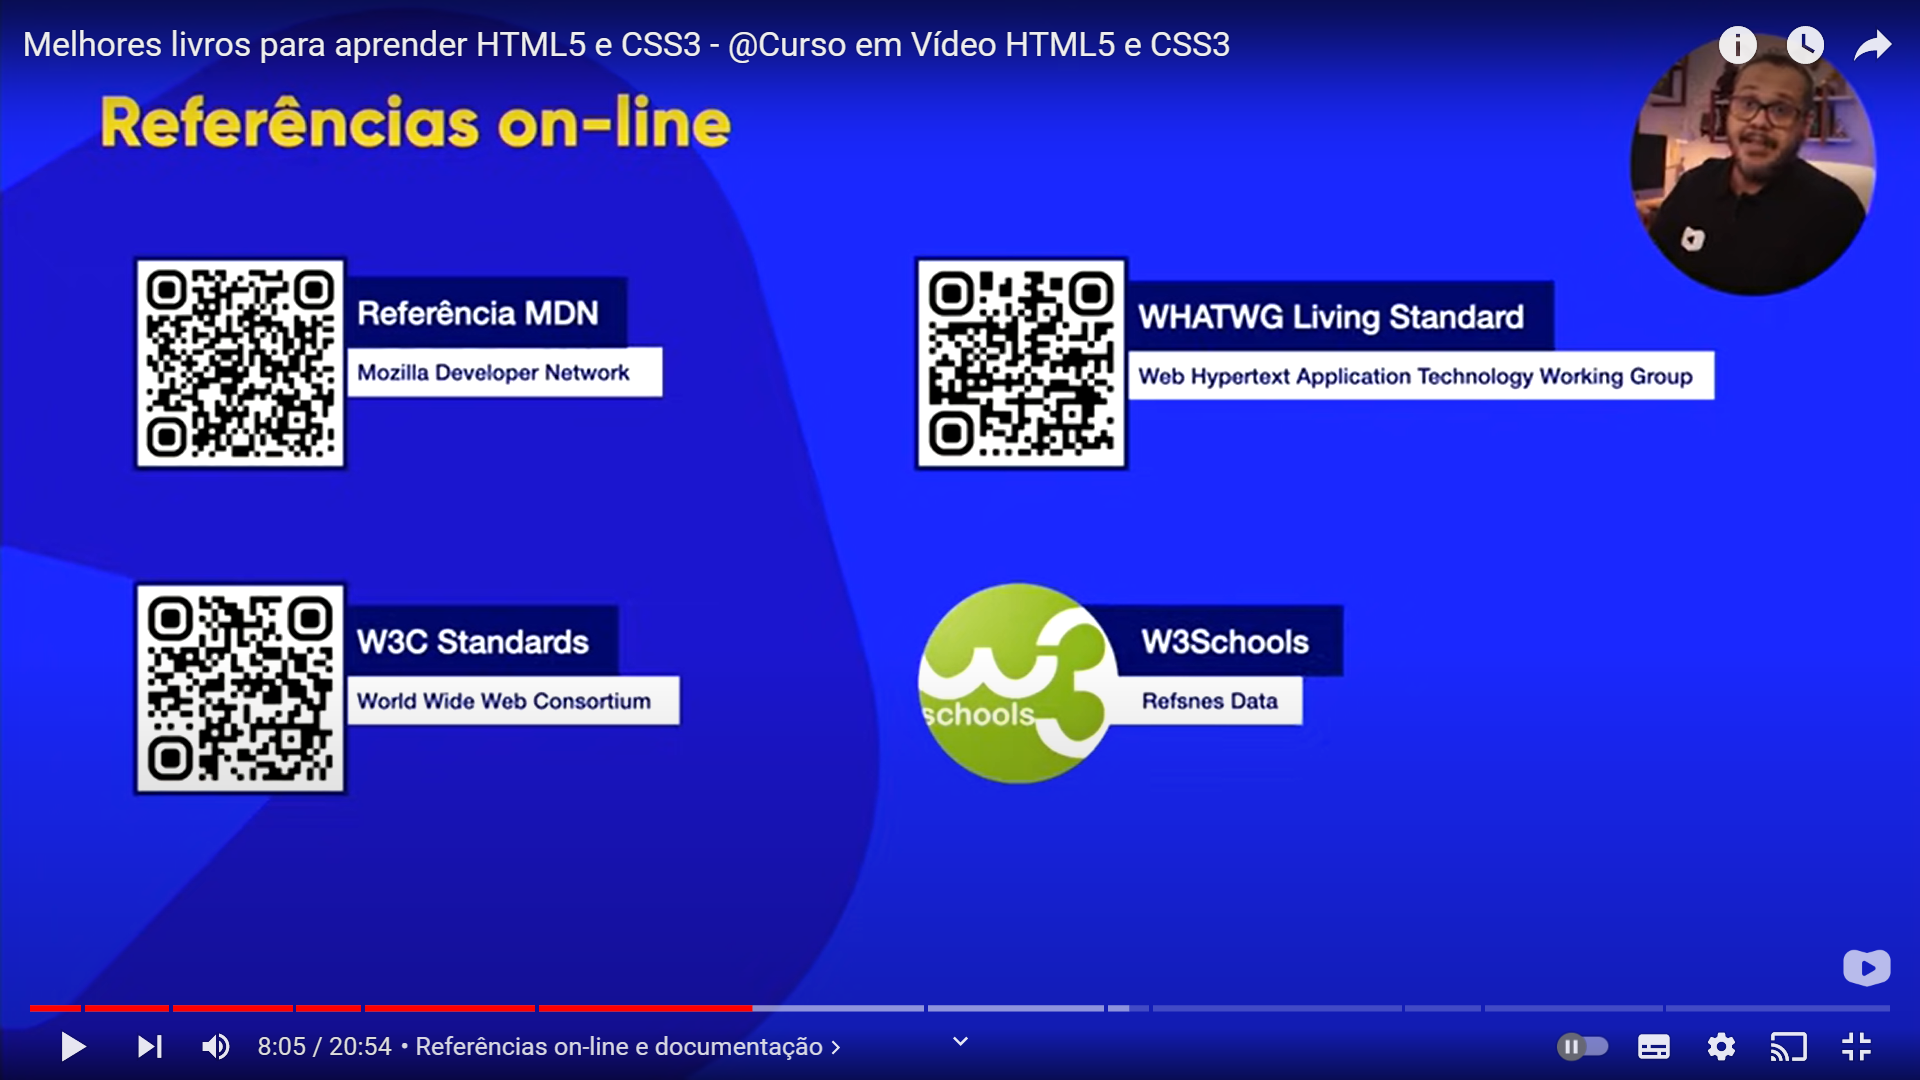 Melhores livros para aprender HTML5 e CSS3 - @Curso em Vídeo HTML5 e CSS3
Referências on-line
Referência MDN
Mozilla Developer Network
WHATWG Living Standard
Web Hypertext Application Technology Working Group
W3C Standards
World Wide Web Consortium
w3
schools
W3Schools
Refsnes Data
8:05 / 20:54 • Referências on-line e documentação